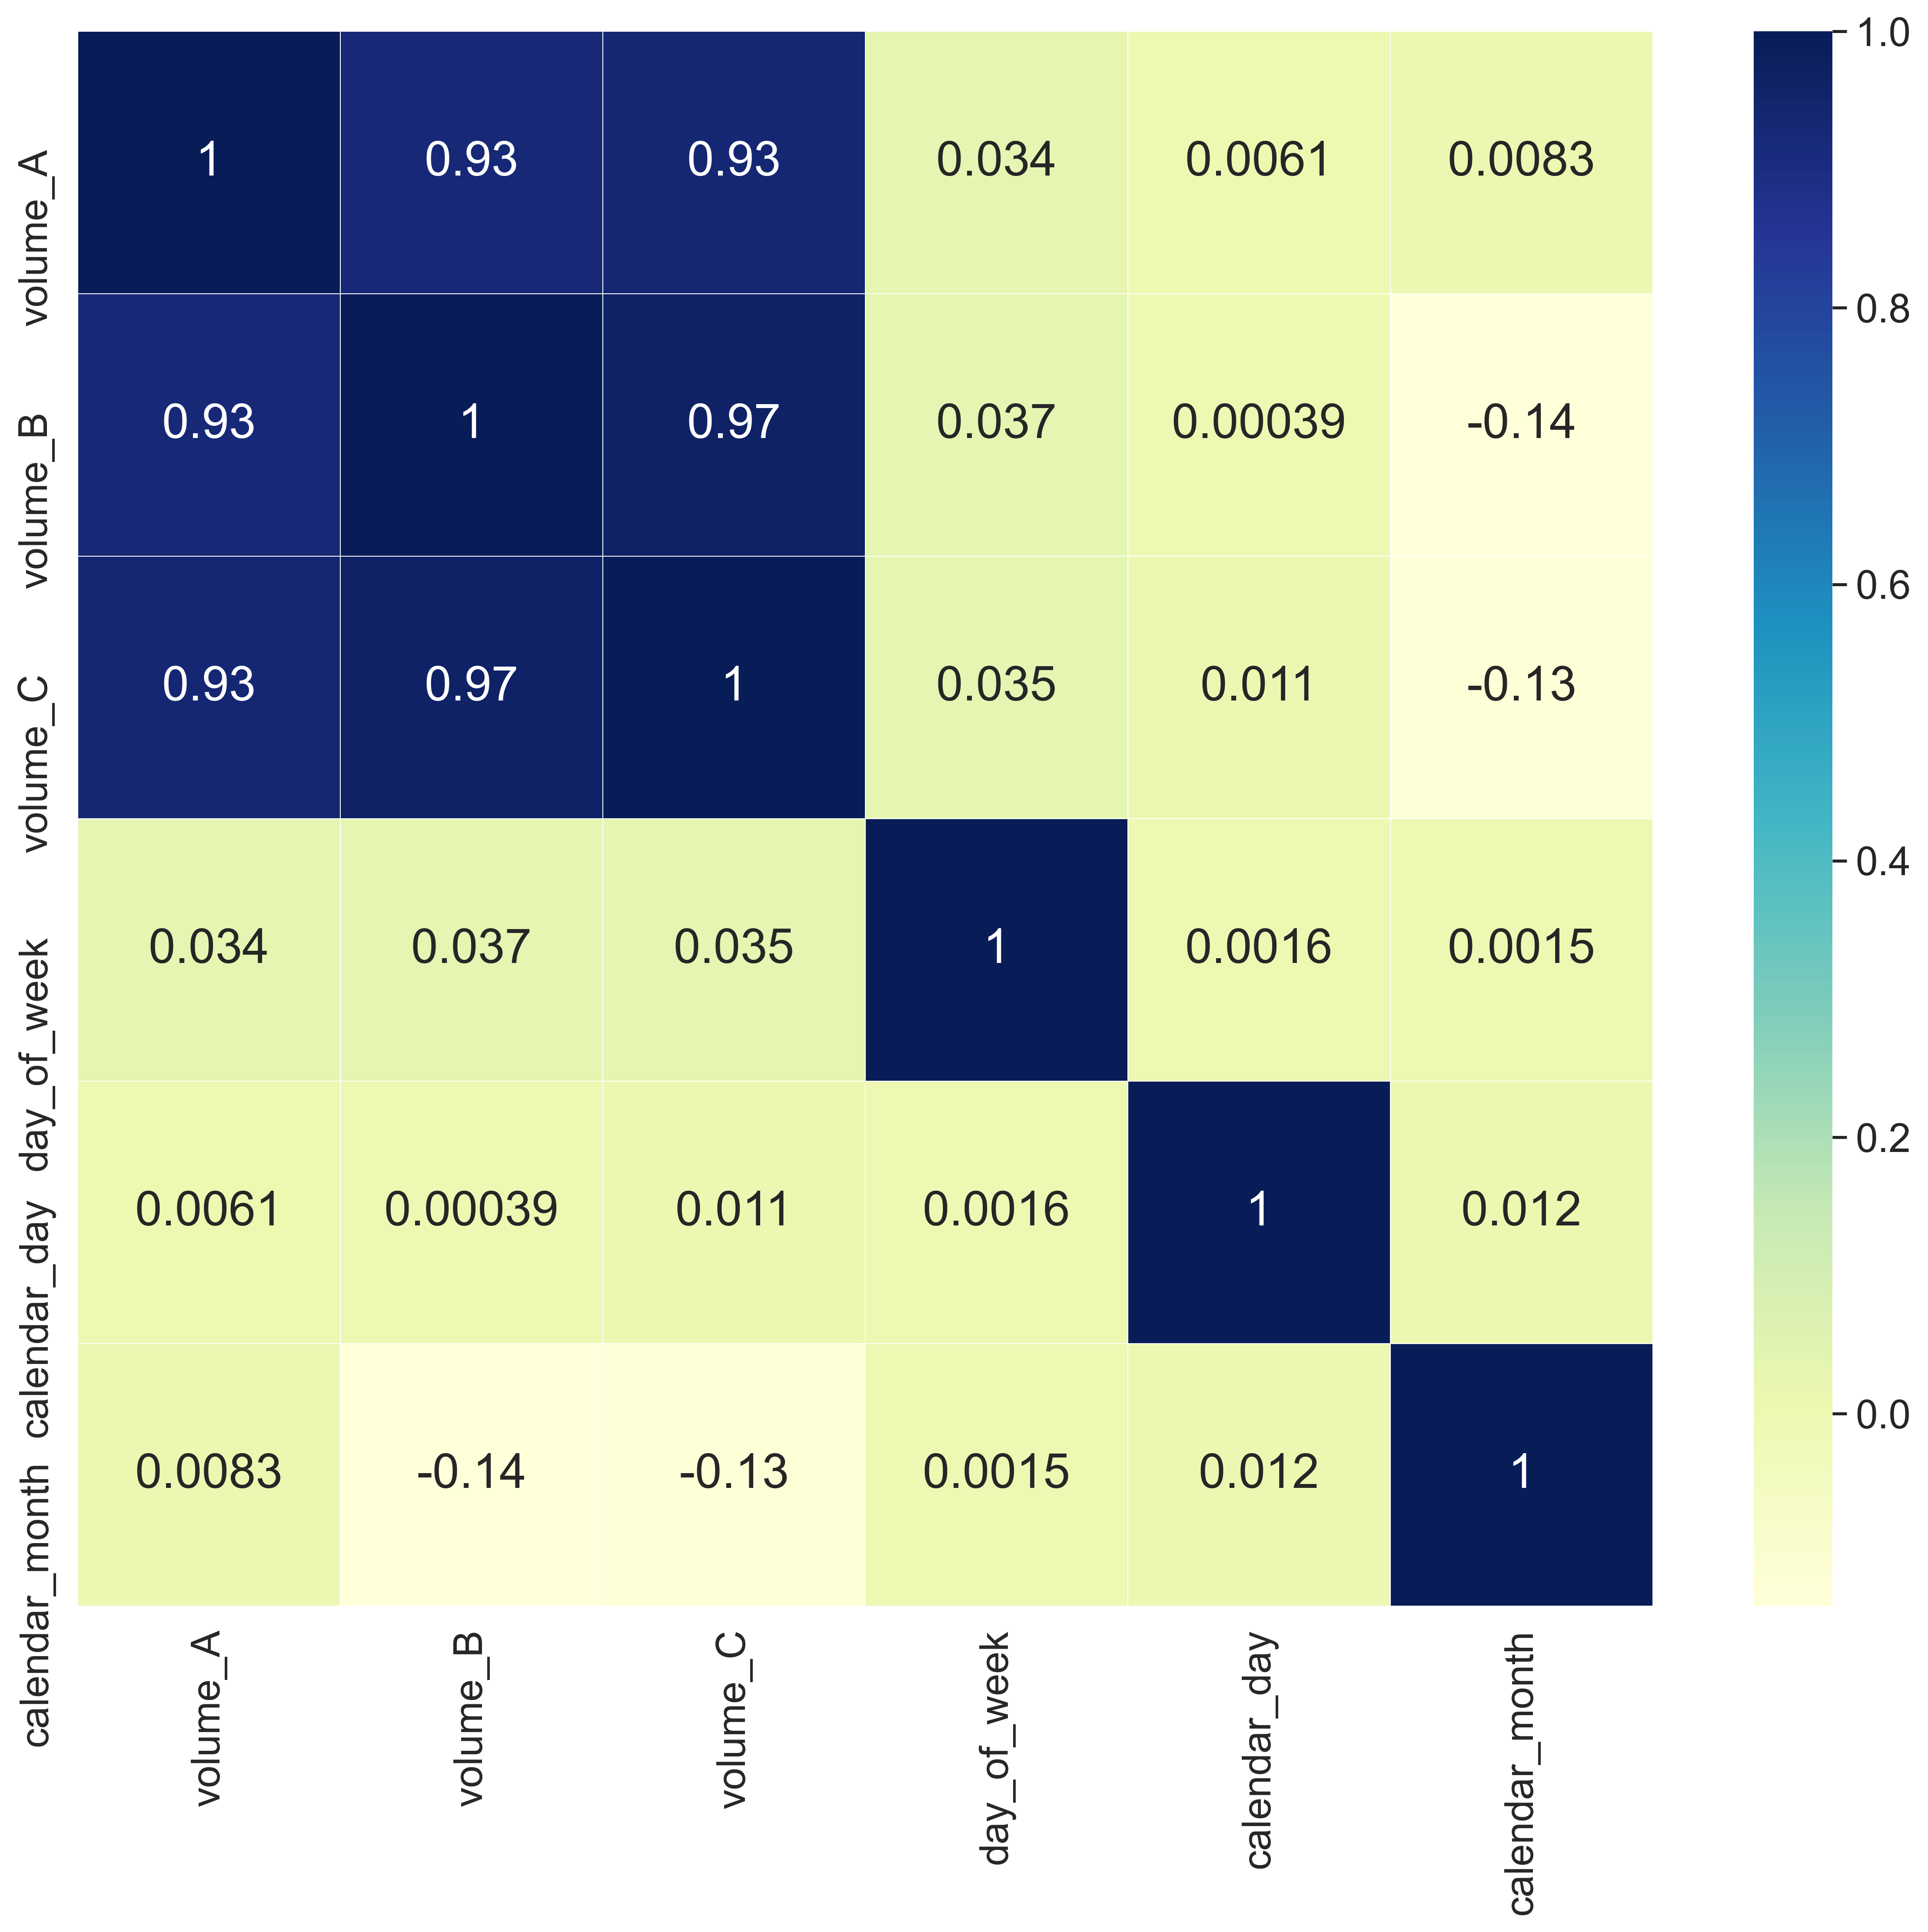 volume_A 1 0.93 0.93 0.034 0.0061 0.0083
volume_B 0.93 1 0.97 0.037 0.00039 -0.14
volume_C 0.93 0.97 1 0.035 0.011 -0.13
day_of_week 0.034 0.037 0.035 1 0.0016 0.0015
calendar_day 0.0061 0.00039 0.011 0.0016 1 0.012
calendar_month 0.0083 -0.14 -0.13 0.0015 0.012 1
volume_A
volume_B
volume_C
day_of_week
calendar_day
calendar_month
1.0
0.8
0.6
0.4
0.2
0.0